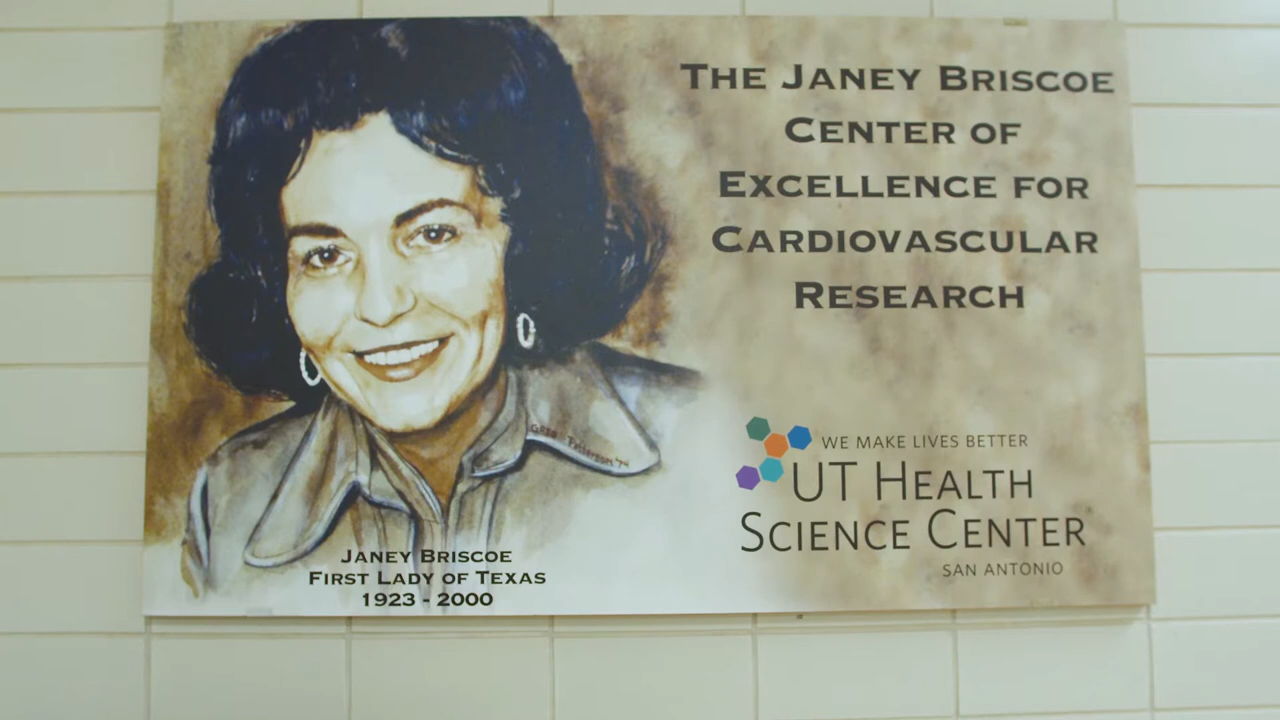 THE JANEY BRISCOE
CENTER OF
EXCELLENCE FOR
CARDIOVASCULAR
RESEARCH
WE MAKE LIVES BETTER
UT HEALTH
SCIENCE CENTER
SAN ANTONIO
JANEY BRISCOE
FIRST LADY OF TEXAS
1923 - 2000